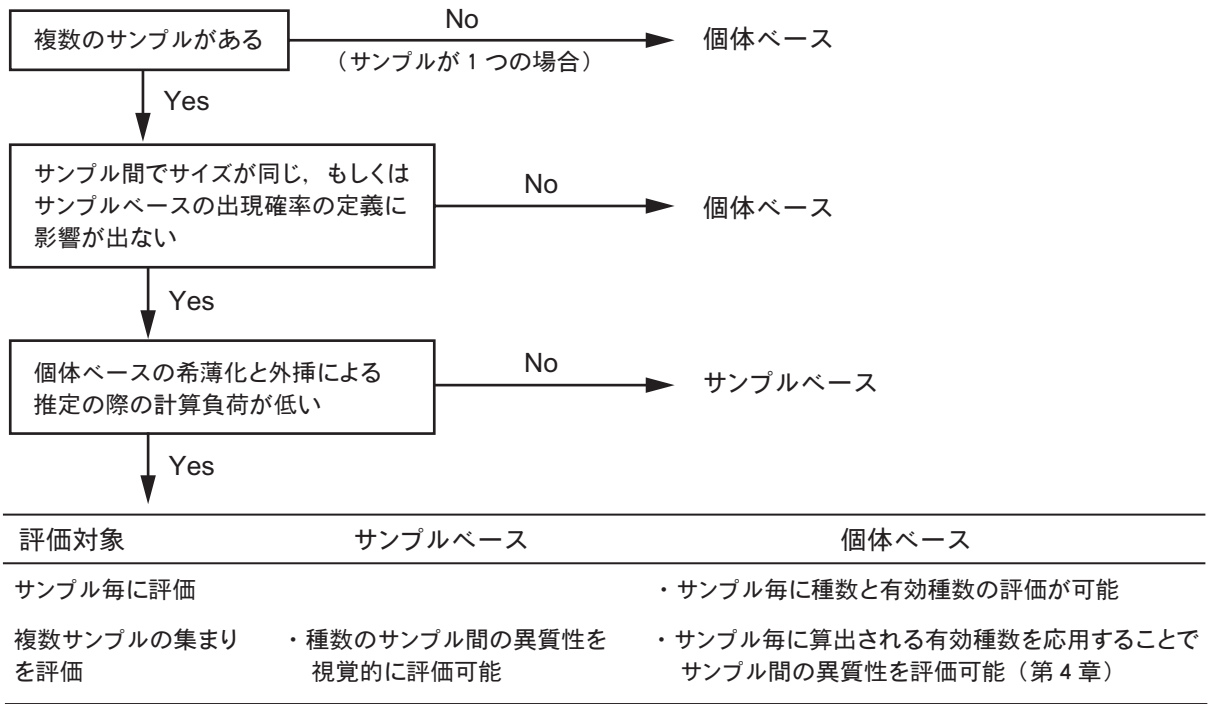 複数のサンプルがある
No
（サンプルが1つの場合）
個体ベース
Yes
サンプル間でサイズが同じ，もしくは
サンプルベースの出現確率の定義に
影響が出ない
No
個体ベース
Yes
個体ベースの希薄化と外挿による
推定の際の計算負荷が低い
No
サンプルベース
Yes
評価対象 サンプルベース 個体ベース
サンプル毎に評価 ・サンプル毎に種数と有効種数の評価が可能
複数サンプルの集まり ・種数のサンプル間の異質性を ・サンプル毎に算出される有効種数を応用することで
を評価 視覚的に評価可能 サンプル間の異質性を評価可能（第4章）